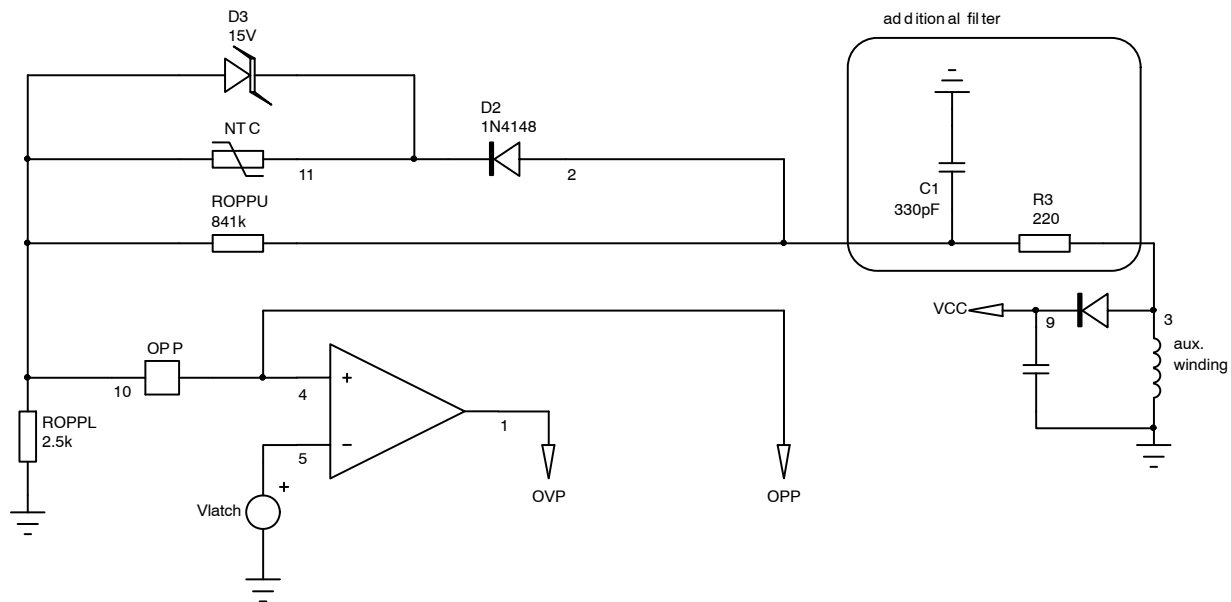 additional filter
D3
15V
D2
1N4148
NTC
11
2
C1
330pF
R3
220
ROPPU
841k
VCC
9
3
aux.
winding
OPP
10
4
+
1
ROPPL
2.5k
5
−
+
Vlatch
OVP
OPP